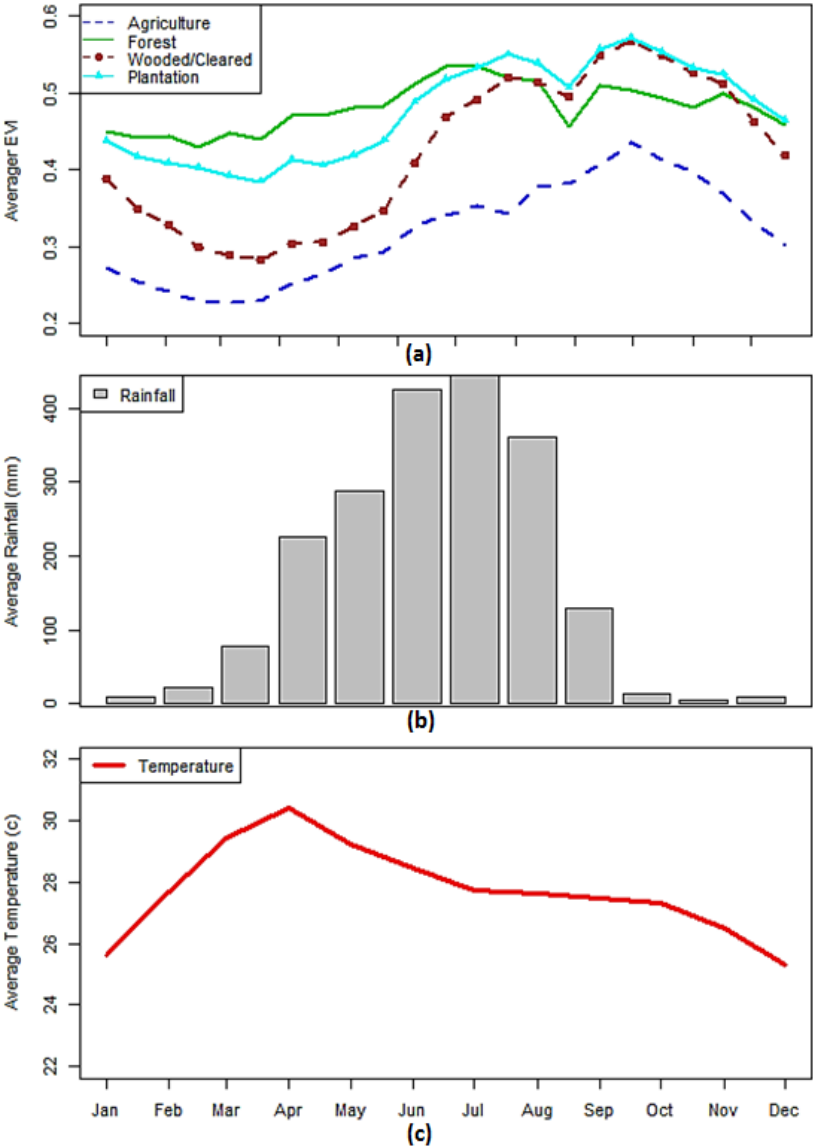 Agriculture
Forest
Wooded/Cleared
Plantation
Averager EVI
0.6
0.5
0.4
0.3
0.2
(a)
Rainfall
Average Rainfall (mm)
400
300
200
100
0
(b)
Temperature
Average Temperature (c)
32
30
28
26
24
22
Jan Feb Mar Apr May Jun Jul Aug Sep Oct Nov Dec
(c)